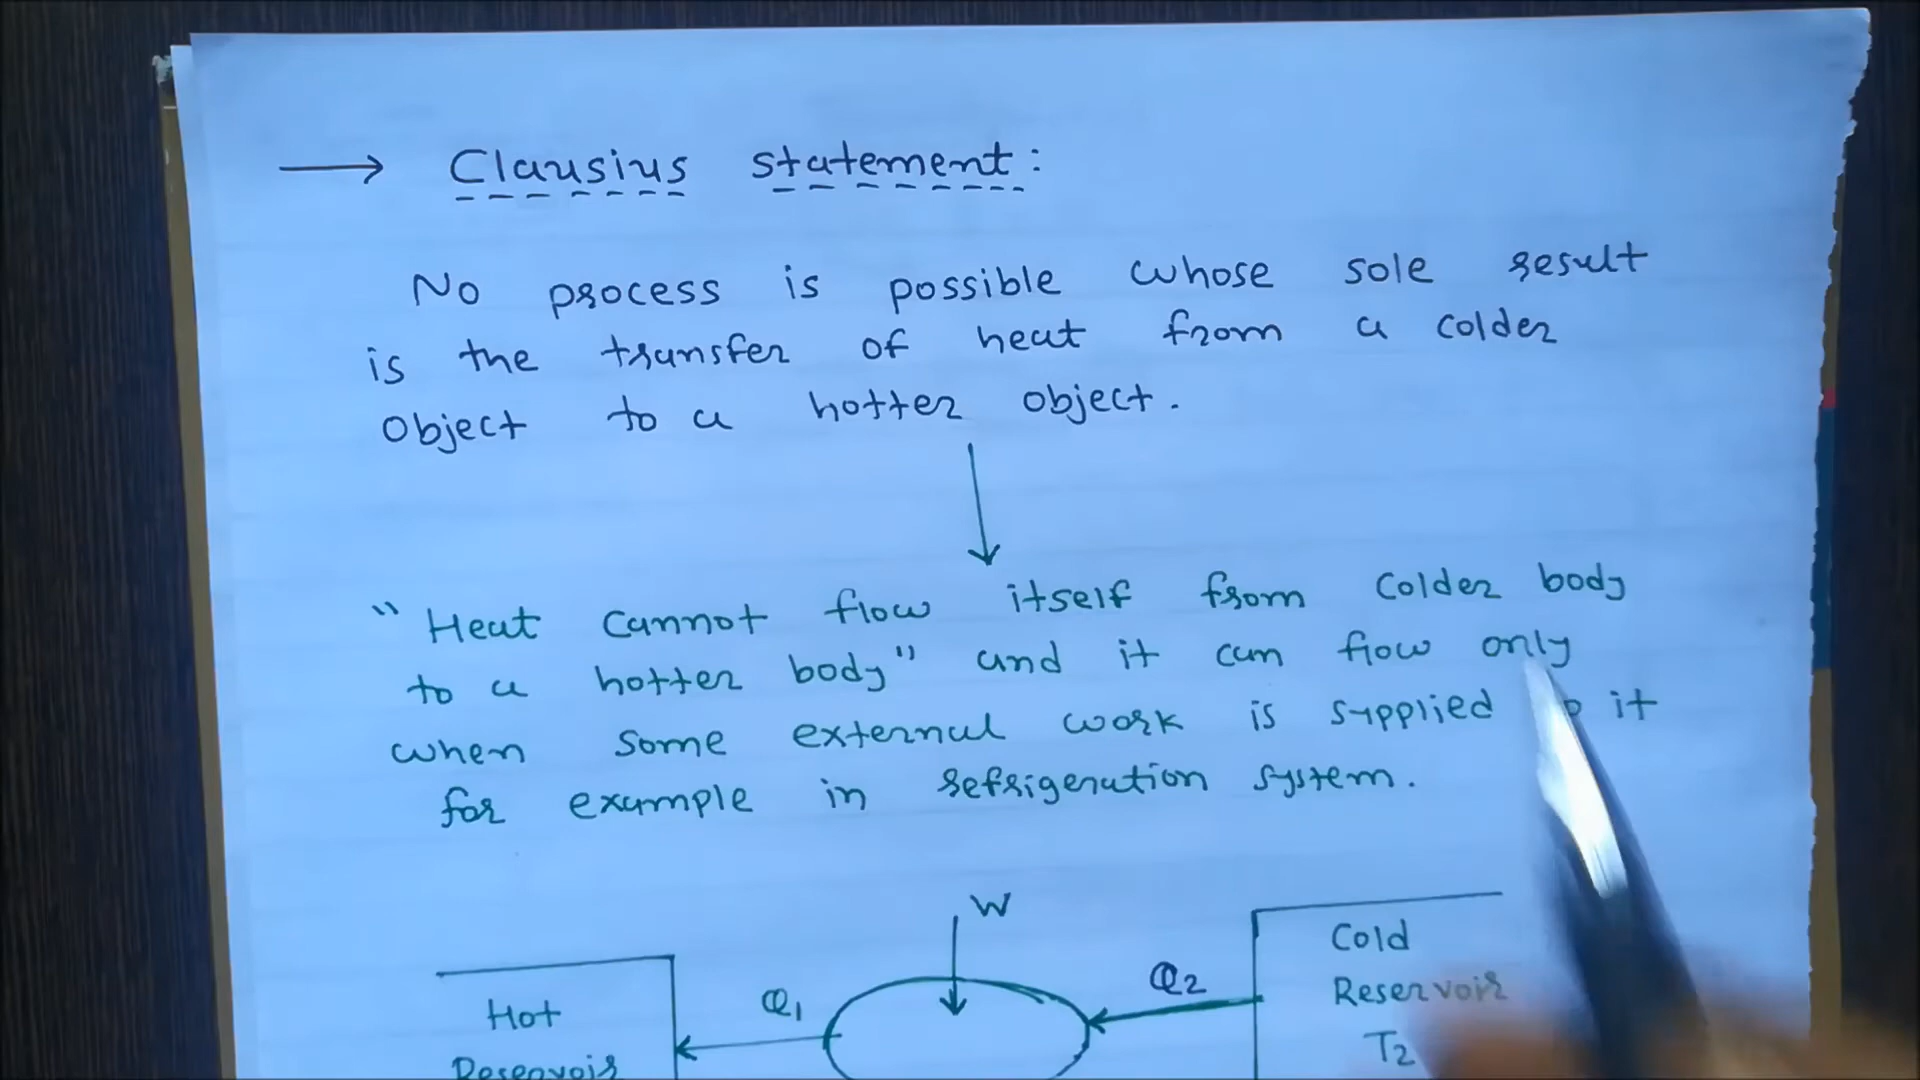 → Clausius statement:
No process is possible whose sole result
is the transfer of heat from a colder
object to a hotter object.
"Heat cannot flow itself from colder body
to a hotter body" and it can flow only
when some external work is supplied it
for example in refrigeration system.
W
Cold
Q2
Reservoir
Q1
Hot
T2
Reservoir